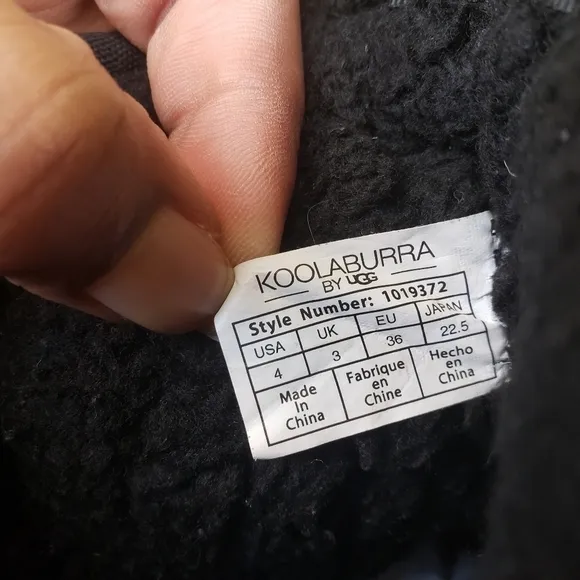 KOOLABURRA
BY UGG
Style Number: 1019372
USA UK EU JAPAN
4 3 36 22.5
Made In China
Fabriqué en Chine
Hecho en China